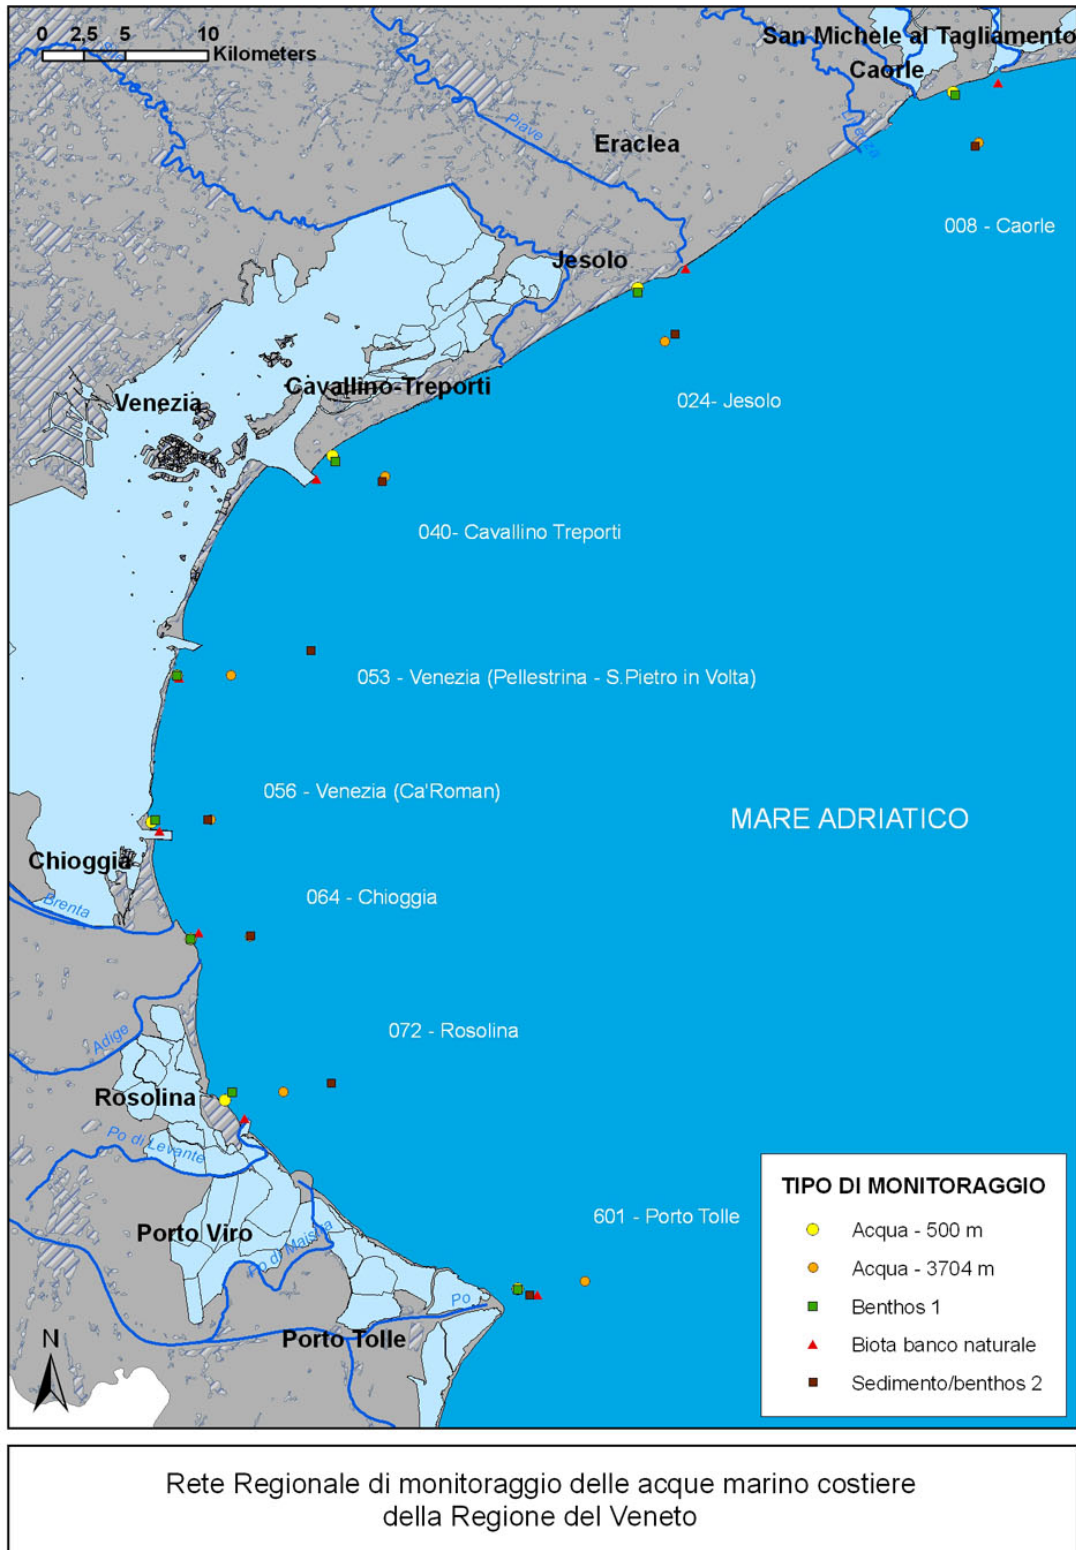 0 2,5 5 10
Kilometers
Sile
San Michele al Tagliamento
Caorle
Piave
Livenza
Eraclea
008 - Caorle
Jesolo
Cavallino-Treporti
Venezia
024- Jesolo
040- Cavallino Treporti
053 - Venezia (Pellestrina - S.Pietro in Volta)
056 - Venezia (Ca'Roman)
MARE ADRIATICO
Chioggia
Brenta
064 - Chioggia
072 - Rosolina
Adige
Rosolina
Po di Levante
Porto Viro
Po di Maistra
601 - Porto Tolle
Po
Porto Tolle
N
TIPO DI MONITORAGGIO
Acqua - 500 m
Acqua - 3704 m
Benthos 1
Biota banco naturale
Sedimento/benthos 2
Rete Regionale di monitoraggio delle acque marino costiere
della Regione del Veneto